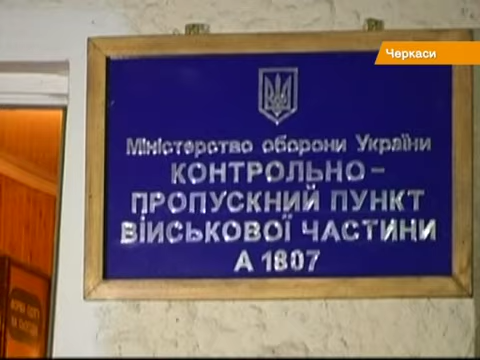 Черкаси
Міністерство оборони України
КОНТРОЛЬНО-
ПРОПУСКНИЙ ПУНКТ
ВІЙСЬКОВОЇ ЧАСТИНИ
А 1807